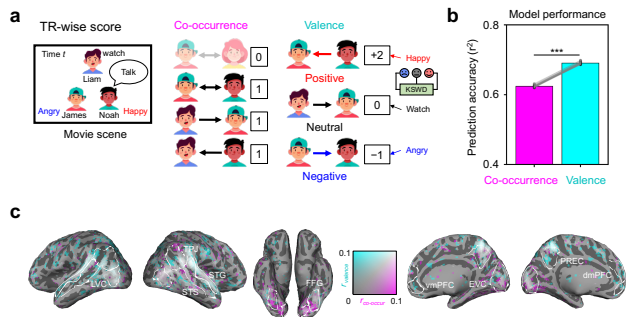 a
TR-wise score
Time t
watch
Liam
Talk
Angry
James
Noah
Happy
Movie scene
Co-occurrence
0
1
1
1
Valence
+2
Happy
Positive
KSWD
0
Watch
Neutral
−1
Angry
Negative
b
Model performance
Prediction accuracy (r²)
0.8
0.6
0.4
***
Co-occurrence
Valence
c
LVC
TPJ
STG
STS
FFG
0.1
r valence
0
r co-occur
0.1
vmPFC
EVC
PREC
dmPFC